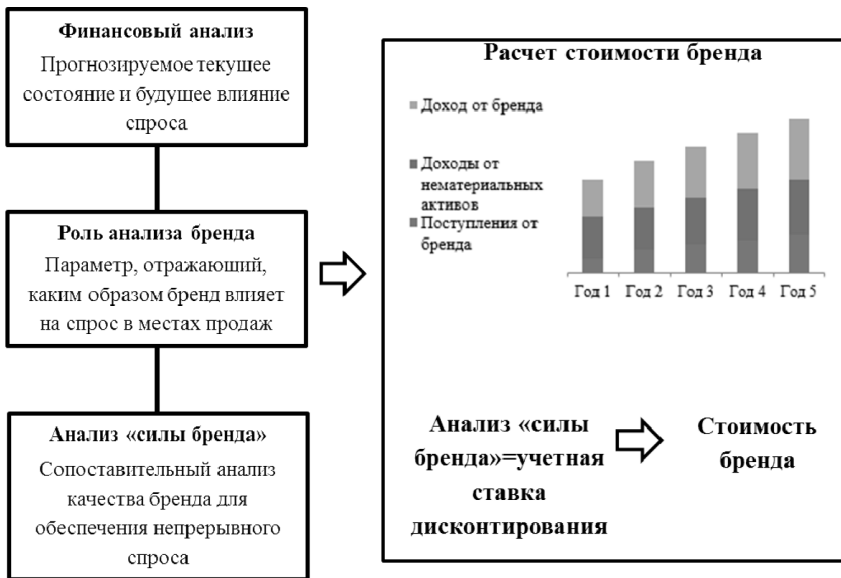 Финансовый анализ
Прогнозируемое текущее
состояние и будущее влияние
спроса
Роль анализа бренда
Параметр, отражаюший,
каким образом бренд влияет
на спрос в местах продаж
Анализ «силы бренда»
Сопоставительный анализ
качества бренда для
обеспечения непрерывного
спроса
Расчет стоимости бренда
Доход от бренда
Доходы от
нематериальных
активов
Поступления от
бренда
Год 1 Год 2 Год 3 Год 4 Год 5
Анализ «силы
бренда»=учетная
ставка
дисконтирования
Стоимость
бренда